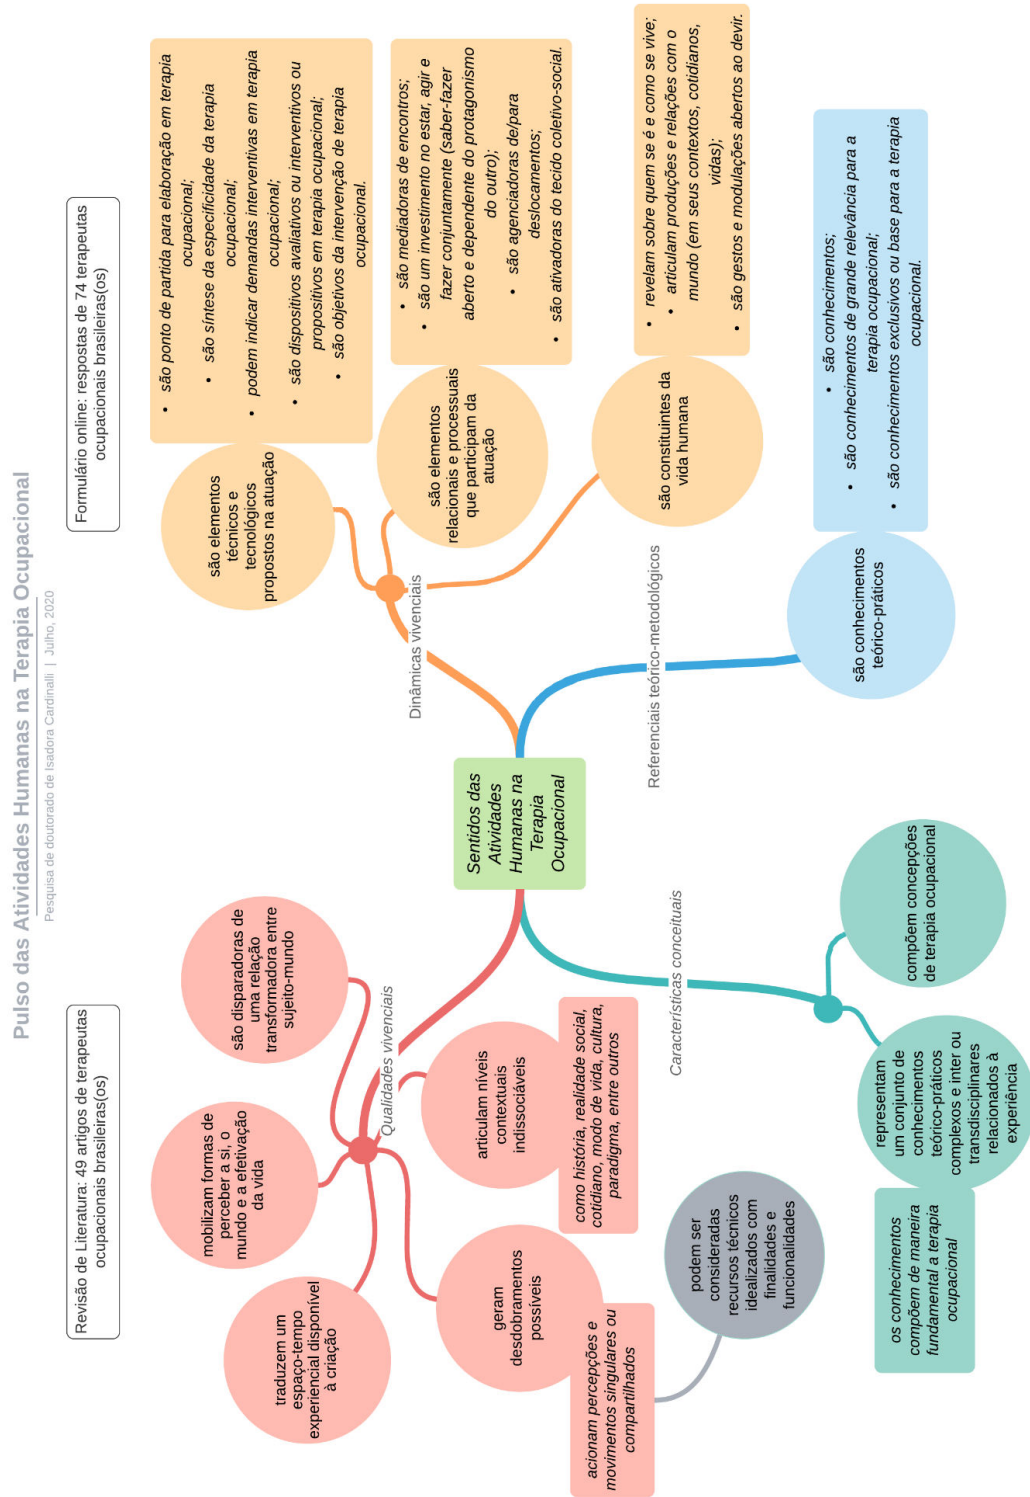 Pulso das Atividades Humanas na Terapia Ocupacional
Pesquisa de doutorado de Isadora Cardinalli | Julho, 2020
Revisão de Literatura: 49 artigos de terapeutas
ocupacionais brasileiras(os)
Formulário online: respostas de 74 terapeutas
ocupacionais brasileiras(os)
Sentidos das
Atividades
Humanas na
Terapia
Ocupacional
Qualidades vivenciais
traduzem um
espaço-tempo
experiencial disponível
à criação
mobilizam formas de
perceber a si, o
mundo e a efetivação
da vida
são disparadoras de
uma relação
transformadora entre
sujeito-mundo
geram
desdobramentos
possíveis
acionam percepções e
movimentos singulares ou
compartilhados
podem ser
consideradas
recursos técnicos
idealizados com
finalidades e
funcionalidades
articulam níveis
contextuais
indissociáveis
como história, realidade social,
cotidiano, modo de vida, cultura,
paradigma, entre outros
Características conceituais
representam
um conjunto de
conhecimentos
teórico-práticos
complexos e inter ou
transdisciplinares
relacionados à
experiência
os conhecimentos
compõem de maneira
fundamental a terapia
ocupacional
compõem concepções
de terapia ocupacional
Dinâmicas vivenciais
são elementos
técnicos e
tecnológicos
propostos na atuação
• são ponto de partida para elaboração em terapia
ocupacional;
• são síntese da especificidade da terapia
ocupacional;
• podem indicar demandas interventivas em terapia
ocupacional;
• são dispositivos avaliativos ou interventivos ou
propositivos em terapia ocupacional;
• são objetivos da intervenção de terapia
ocupacional.
são elementos
relacionais e processuais
que participam da
atuação
• são mediadoras de encontros;
• são um investimento no estar, agir e
fazer conjuntamente (saber-fazer
aberto e dependente do protagonismo
do outro);
• são agenciadoras de/para
deslocamentos;
• são ativadoras do tecido coletivo-social.
são constituintes da
vida humana
• revelam sobre quem se é e como se vive;
• articulam produções e relações com o
mundo (em seus contextos, cotidianos,
vidas);
• são gestos e modulações abertos ao devir.
Referenciais teórico-metodológicos
são conhecimentos
teórico-práticos
• são conhecimentos;
• são conhecimentos de grande relevância para a
terapia ocupacional;
• são conhecimentos exclusivos ou base para a terapia
ocupacional.